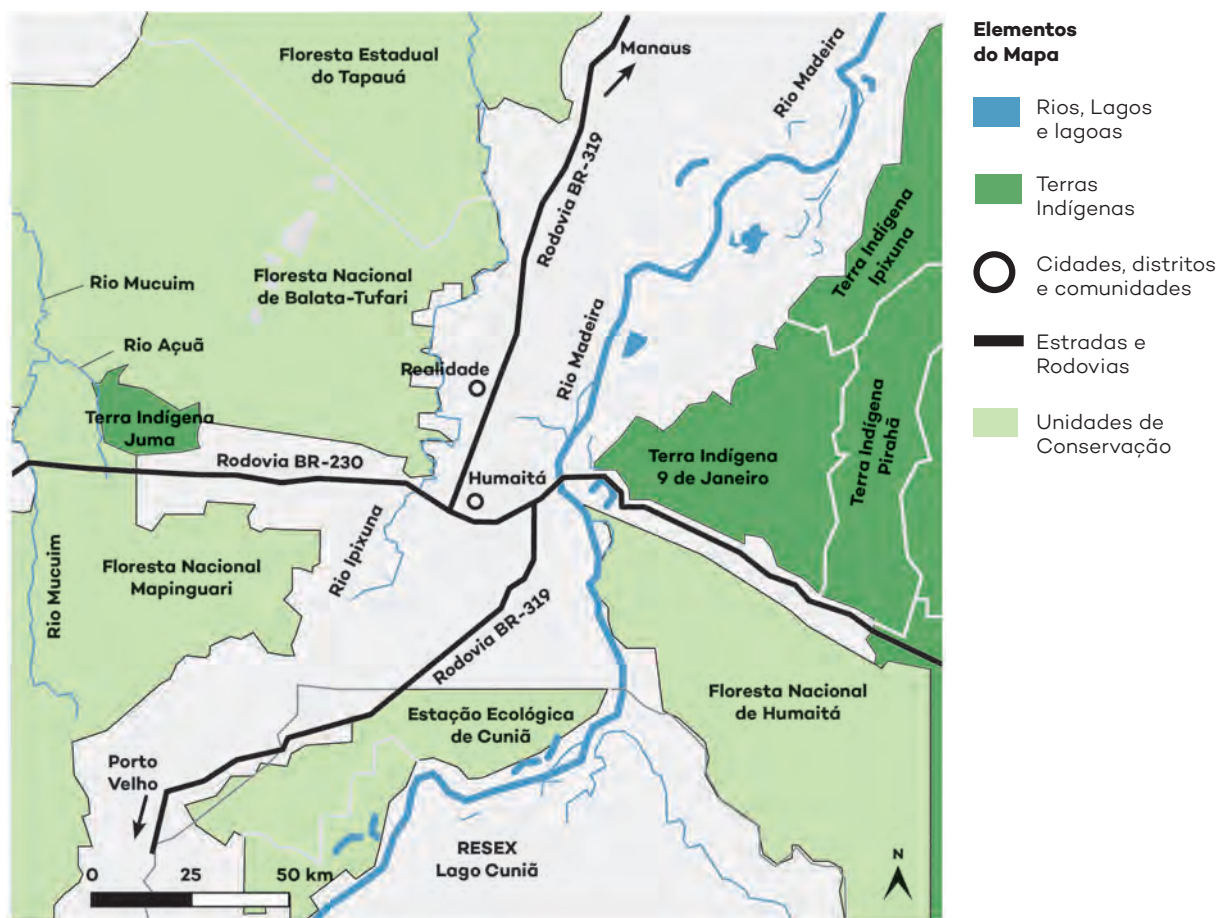 Floresta Estadual
do Tapauá
Manaus
Rio Madeira
Rodovia BR-319
Rio Mucuim
Floresta Nacional
de Balata-Tufari
Terra Indígena
Ipixuna
Rio Açuã
Realidade
Rio Madeira
Terra Indígena
Juma
Rodovia BR-230
Humaitá
Terra Indígena
9 de Janeiro
Terra Indígena
Pirahã
Rio Mucuim
Floresta Nacional
Mapinguari
Rio Ipixuna
Rodovia BR-319
Floresta Nacional
de Humaitá
Estação Ecológica
de Cuniã
Porto
Velho
RESEX
Lago Cuniã
0 25 50 km
N
Elementos
do Mapa
Rios, Lagos
e lagoas
Terras
Indígenas
Cidades, distritos
e comunidades
Estradas e
Rodovias
Unidades de
Conservação